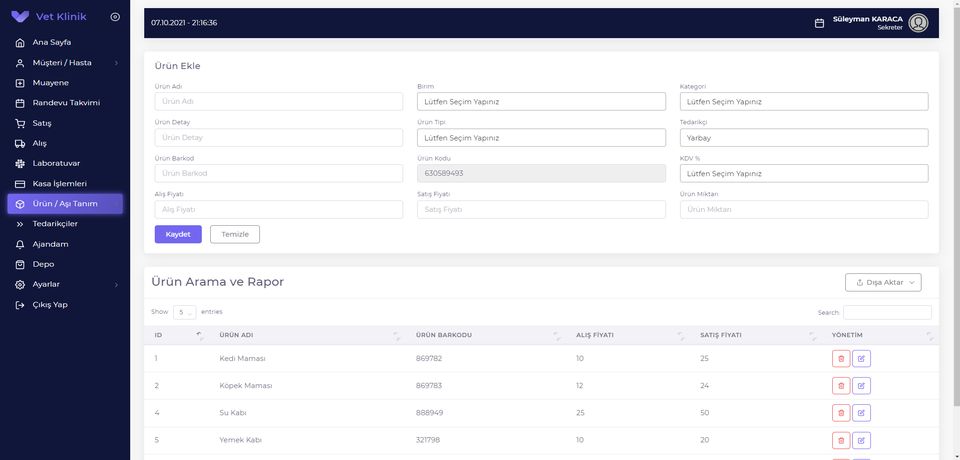 Vet Klinik
Ana Sayfa
Müşteri / Hasta
Muayene
Randevu Takvimi
Satış
Alış
Laboratuvar
Kasa İşlemleri
Ürün / Aşı Tanım
Tedarikçiler
Ajandam
Depo
Ayarlar
Çıkış Yap
07.10.2021 - 21:16:36
Süleyman KARACA
Sekreter
Ürün Ekle
Ürün Adı Birim Kategori
Ürün Adı Lütfen Seçim Yapınız Lütfen Seçim Yapınız
Ürün Detay Ürün Tipi Tedarikçi
Ürün Detay Lütfen Seçim Yapınız Yarbay
Ürün Barkod Ürün Kodu KDV %
Ürün Barkod 630589493 Lütfen Seçim Yapınız
Alış Fiyatı Satış Fiyatı Ürün Miktarı
Alış Fiyatı Satış Fiyatı Ürün Miktarı
Kaydet Temizle
Ürün Arama ve Rapor Dışa Aktar
Show 5 entries Search:
ID ÜRÜN ADI ÜRÜN BARKODU ALIŞ FİYATI SATIŞ FİYATI YÖNETİM
1 Kedi Maması 869782 10 25
2 Köpek Maması 869783 12 24
4 Su Kabı 888949 25 50
5 Yemek Kabı 321798 10 20